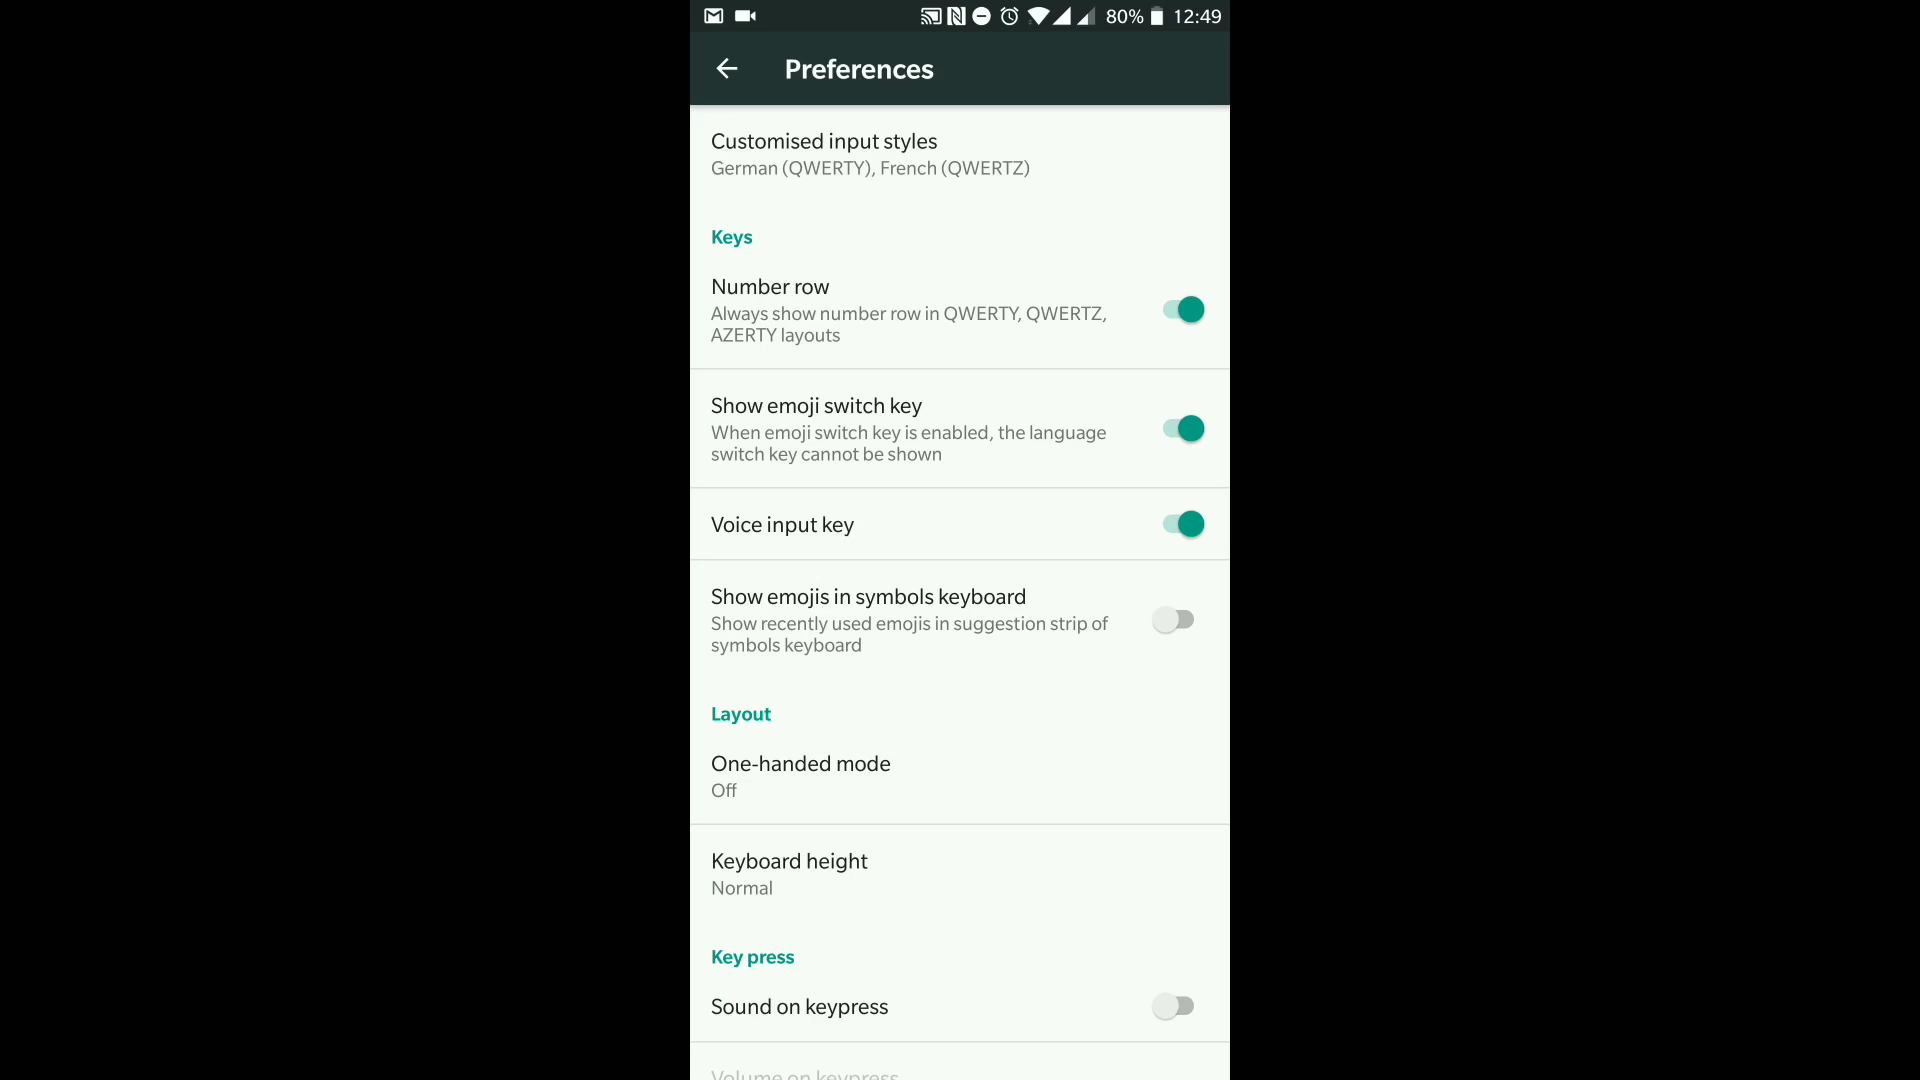 80% 12:49
Preferences
Customised input styles
German (QWERTY), French (QWERTZ)
Keys
Number row
Always show number row in QWERTY, QWERTZ,
AZERTY layouts
Show emoji switch key
When emoji switch key is enabled, the language
switch key cannot be shown
Voice input key
Show emojis in symbols keyboard
Show recently used emojis in suggestion strip of
symbols keyboard
Layout
One-handed mode
Off
Keyboard height
Normal
Key press
Sound on keypress
Volume on keypress